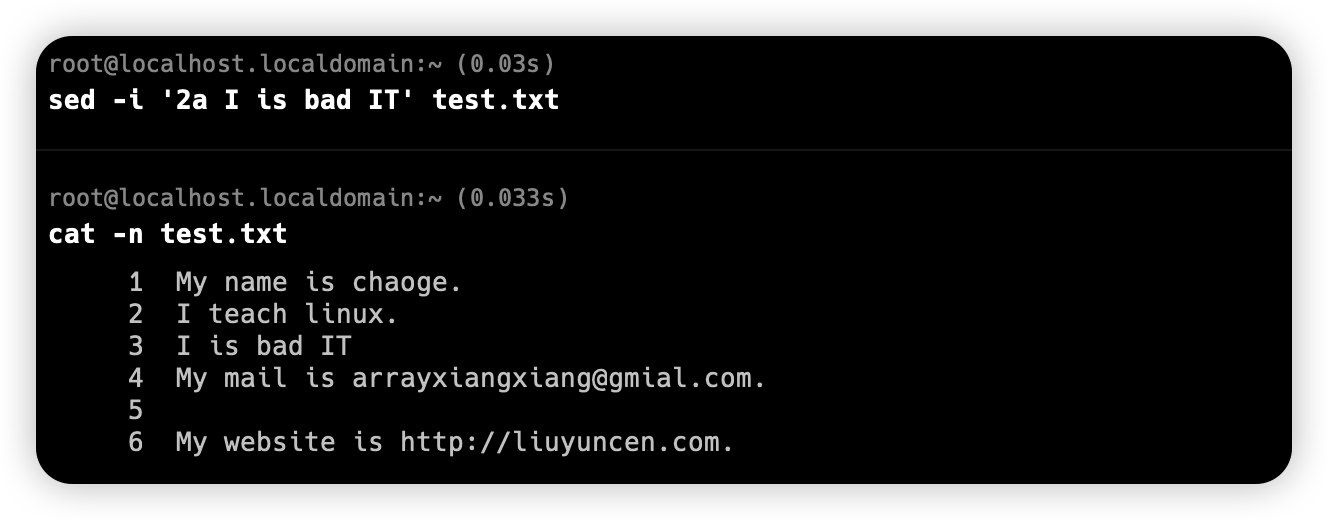 root@localhost.localdomain:~ (0.03s)
sed -i '2a I is bad IT' test.txt
root@localhost.localdomain:~ (0.033s)
cat -n test.txt
1 My name is chaoge.
2 I teach linux.
3 I is bad IT
4 My mail is arrayxiangxiang@gmial.com.
5
6 My website is http://liuyuncen.com.